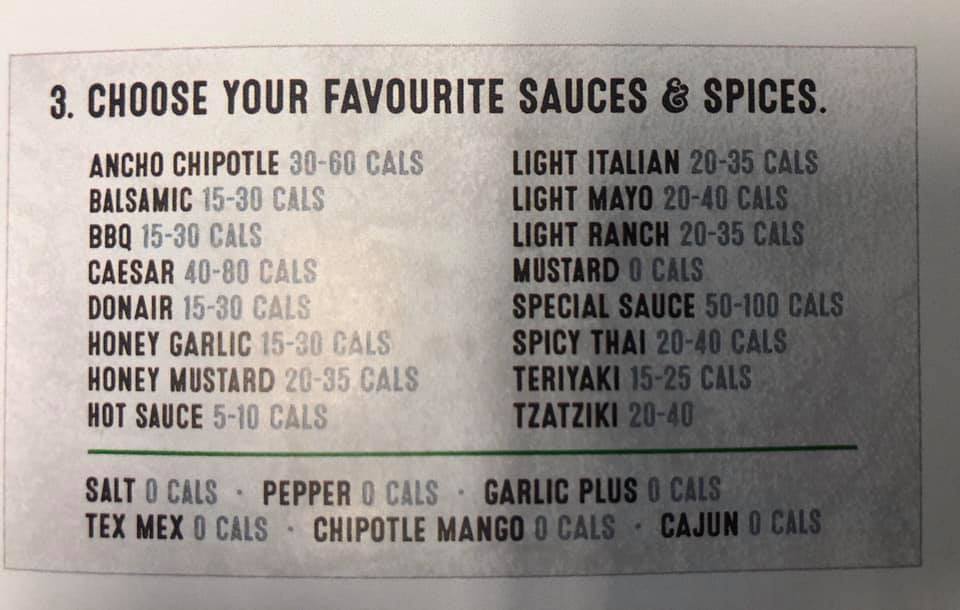 3. CHOOSE YOUR FAVOURITE SAUCES & SPICES.
ANCHO CHIPOTLE 30-60 CALS
BALSAMIC 15-30 CALS
BBQ 15-30 CALS
CAESAR 40-80 CALS
DONAIR 15-30 CALS
HONEY GARLIC 15-30 CALS
HONEY MUSTARD 20-35 CALS
HOT SAUCE 5-10 CALS
LIGHT ITALIAN 20-35 CALS
LIGHT MAYO 20-40 CALS
LIGHT RANCH 20-35 CALS
MUSTARD 0 CALS
SPECIAL SAUCE 50-100 CALS
SPICY THAI 20-40 CALS
TERIYAKI 15-25 CALS
TZATZIKI 20-40
SALT 0 CALS · PEPPER 0 CALS · GARLIC PLUS 0 CALS
TEX MEX 0 CALS · CHIPOTLE MANGO 0 CALS · CAJUN 0 CALS